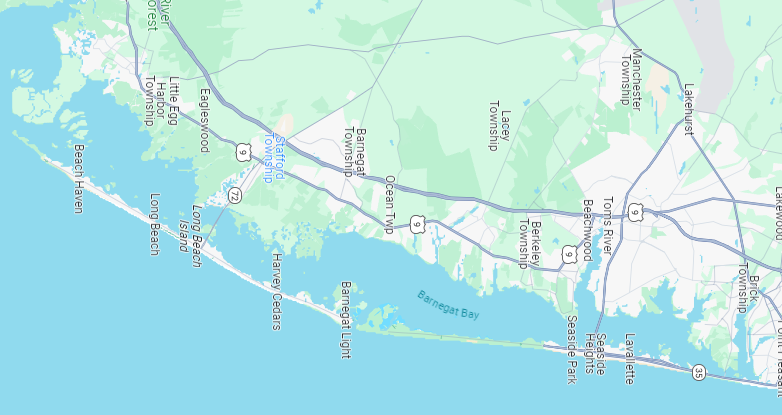 River
orest
Little Egg
Harbor
Township
Eagleswood
9
Stafford
Township
72
Beach Haven
Long Beach
Long Beach
Island
Harvey Cedars
Barnegat Light
Barnegat
Township
Ocean Twp
9
Barnegat Bay
Lacey
Township
Berkeley
Township
9
Beachwood
Toms River
9
Manchester
Township
Lakehurst
Lakewood
Brick
Township
Seaside Park
Seaside
Heights
Lavallette
35